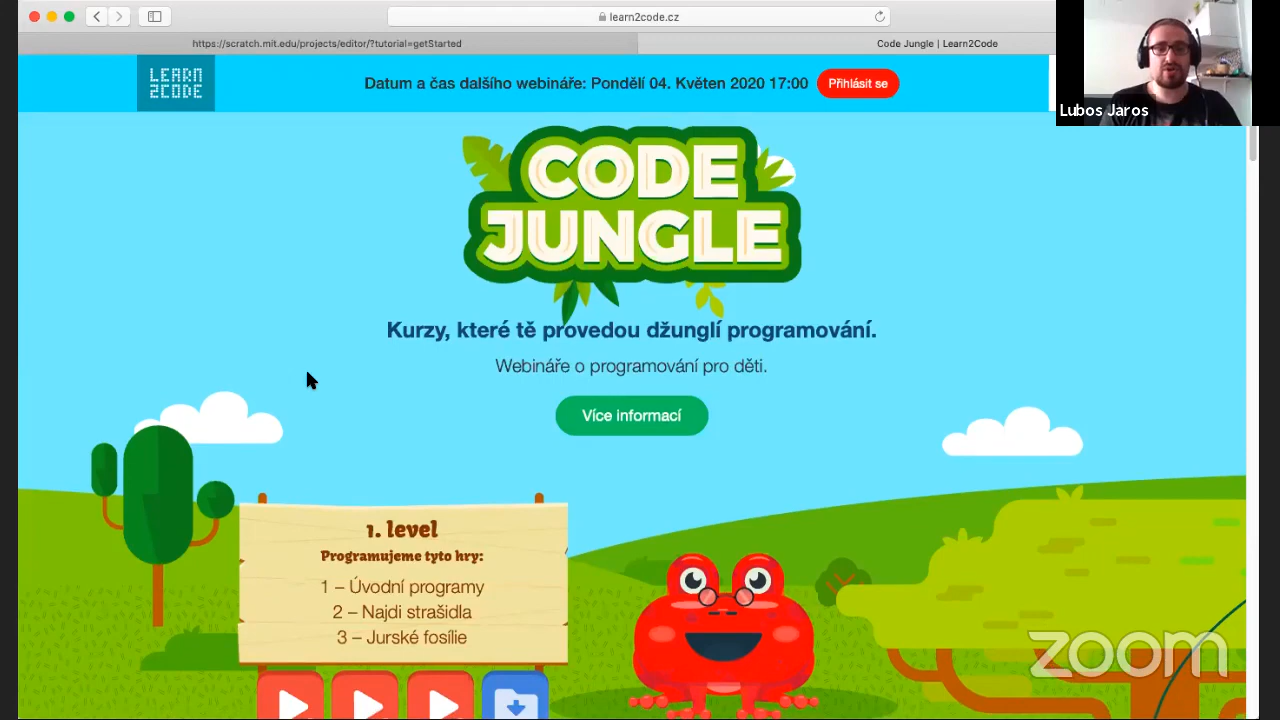 learn2code.cz
https://scratch.mit.edu/projects/editor/?tutorial=getStarted
Code Jungle | Learn2Code
LEARN
2CODE
Datum a čas dalšího webináře: Pondělí 04. Květen 2020 17:00
Přihlásit se
Lubos Jaros
CODE
JUNGLE
Kurzy, které tě provedou džunglí programování.
Webináře o programování pro děti.
Více informací
1. level
Programujeme tyto hry:
1 – Úvodní programy
2 – Najdi strašidla
3 – Jurské fosílie
zoom